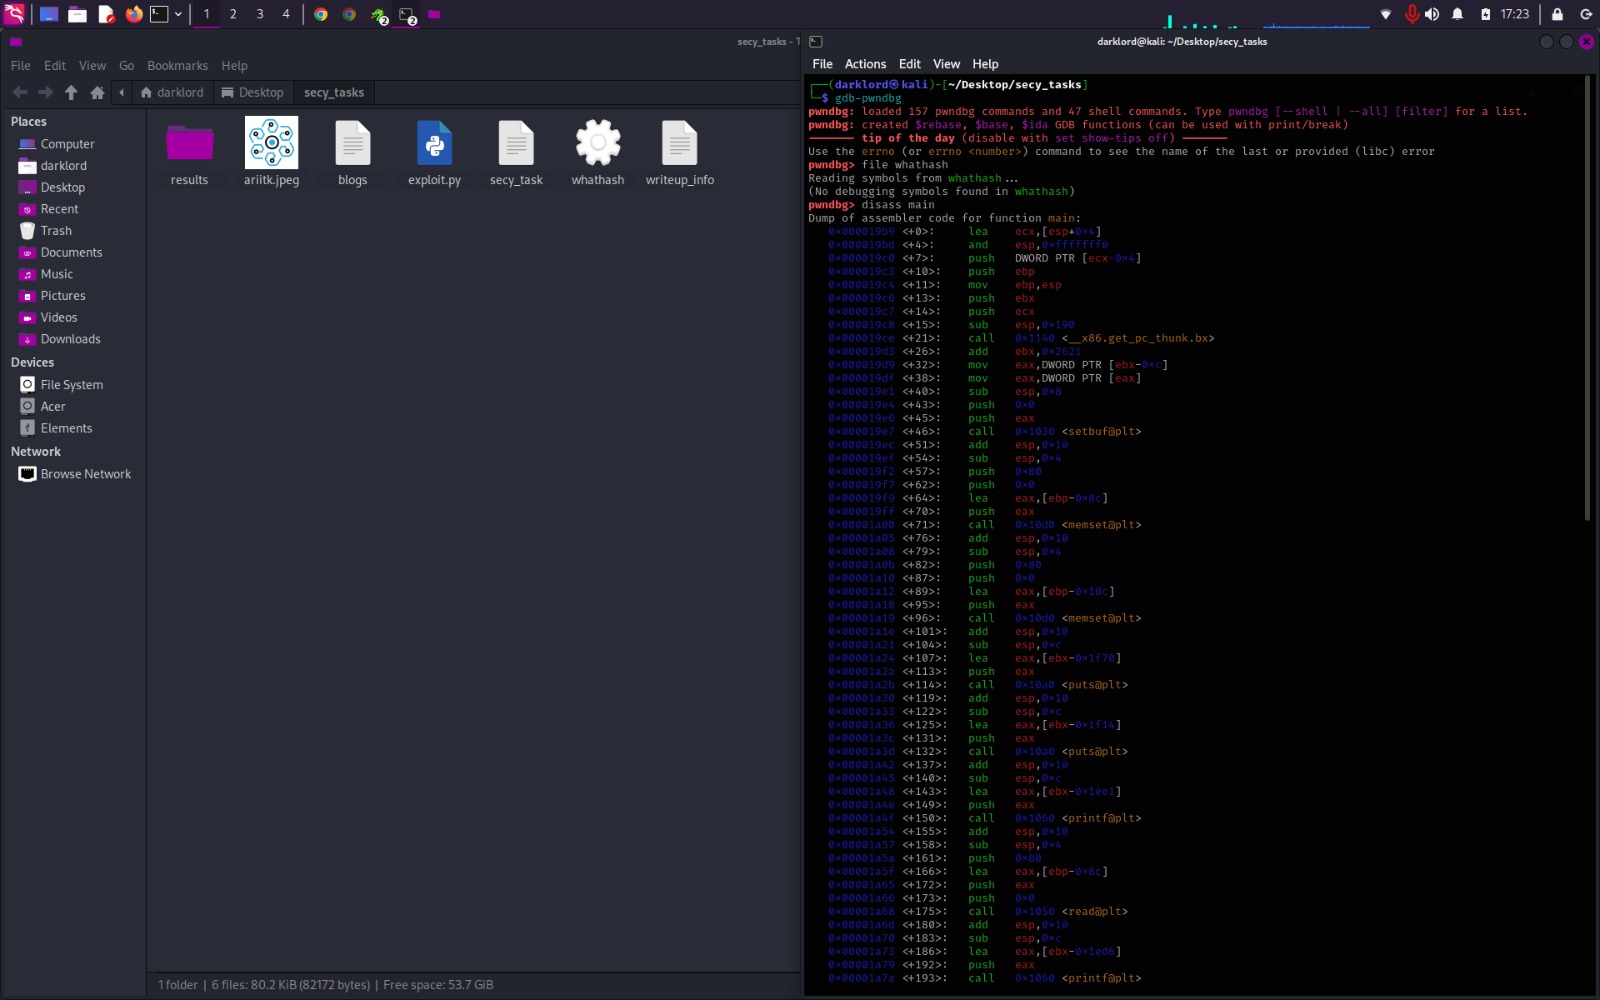 1 2 3 4
2
2
17:23
secy_tasks - T
File Edit View Go Bookmarks Help
darklord Desktop secy_tasks
Places
Computer
darklord
Desktop
Recent
Trash
Documents
Music
Pictures
Videos
Downloads
Devices
File System
Acer
Elements
Network
Browse Network
results ariitk.jpeg blogs exploit.py secy_task whathash writeup_info
1 folder | 6 files: 80.2 KiB (82172 bytes) | Free space: 53.7 GiB
darklord@kali: ~/Desktop/secy_tasks
File Actions Edit View Help
┌──(darklord㉿kali)-[~/Desktop/secy_tasks]
└─$ gdb-pwndbg
pwndbg: loaded 157 pwndbg commands and 47 shell commands. Type pwndbg [--shell | --all] [filter] for a list.
pwndbg: created $rebase, $base, $ida GDB functions (can be used with print/break)
tip of the day (disable with set show-tips off)
Use the errno (or errno <number>) command to see the name of the last or provided (libc) error
pwndbg> file whathash
Reading symbols from whathash...
(No debugging symbols found in whathash)
pwndbg> disass main
Dump of assembler code for function main:
0x000019b9 <+0>: lea ecx,[esp+0x4]
0x000019bd <+4>: and esp,0xfffffff0
0x000019c0 <+7>: push DWORD PTR [ecx-0x4]
0x000019c3 <+10>: push ebp
0x000019c4 <+11>: mov ebp,esp
0x000019c6 <+13>: push ebx
0x000019c7 <+14>: push ecx
0x000019c8 <+15>: sub esp,0x190
0x000019ce <+21>: call 0x1140 <__x86.get_pc_thunk.bx>
0x000019d3 <+26>: add ebx,0x2621
0x000019d9 <+32>: mov eax,DWORD PTR [ebx-0xc]
0x000019df <+38>: mov eax,DWORD PTR [eax]
0x000019e1 <+40>: sub esp,0x8
0x000019e4 <+43>: push 0x0
0x000019e6 <+45>: push eax
0x000019e7 <+46>: call 0x1030 <setbuf@plt>
0x000019ec <+51>: add esp,0x10
0x000019ef <+54>: sub esp,0x4
0x000019f2 <+57>: push 0x80
0x000019f7 <+62>: push 0x0
0x000019f9 <+64>: lea eax,[ebp-0x8c]
0x000019ff <+70>: push eax
0x00001a00 <+71>: call 0x10d0 <memset@plt>
0x00001a05 <+76>: add esp,0x10
0x00001a08 <+79>: sub esp,0x4
0x00001a0b <+82>: push 0x80
0x00001a10 <+87>: push 0x0
0x00001a12 <+89>: lea eax,[ebp-0x10c]
0x00001a18 <+95>: push eax
0x00001a19 <+96>: call 0x10d0 <memset@plt>
0x00001a1e <+101>: add esp,0x10
0x00001a21 <+104>: sub esp,0xc
0x00001a24 <+107>: lea eax,[ebx-0x1f70]
0x00001a2a <+113>: push eax
0x00001a2b <+114>: call 0x10a0 <puts@plt>
0x00001a30 <+119>: add esp,0x10
0x00001a33 <+122>: sub esp,0xc
0x00001a36 <+125>: lea eax,[ebx-0x1f14]
0x00001a3c <+131>: push eax
0x00001a3d <+132>: call 0x10a0 <puts@plt>
0x00001a42 <+137>: add esp,0x10
0x00001a45 <+140>: sub esp,0xc
0x00001a48 <+143>: lea eax,[ebx-0x1ee1]
0x00001a4e <+149>: push eax
0x00001a4f <+150>: call 0x1060 <printf@plt>
0x00001a54 <+155>: add esp,0x10
0x00001a57 <+158>: sub esp,0x4
0x00001a5a <+161>: push 0x80
0x00001a5f <+166>: lea eax,[ebp-0x8c]
0x00001a65 <+172>: push eax
0x00001a66 <+173>: push 0x0
0x00001a68 <+175>: call 0x1050 <read@plt>
0x00001a6d <+180>: add esp,0x10
0x00001a70 <+183>: sub esp,0xc
0x00001a73 <+186>: lea eax,[ebx-0x1ed6]
0x00001a79 <+192>: push eax
0x00001a7a <+193>: call 0x1060 <printf@plt>